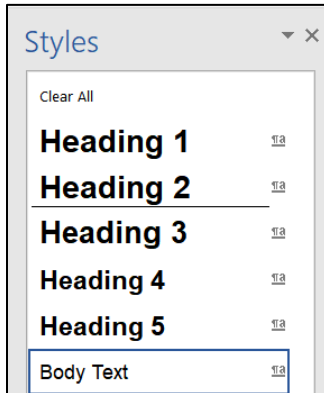 Styles
Clear All
Heading 1 ¶a
Heading 2 ¶a
Heading 3 ¶a
Heading 4 ¶a
Heading 5 ¶a
Body Text ¶a